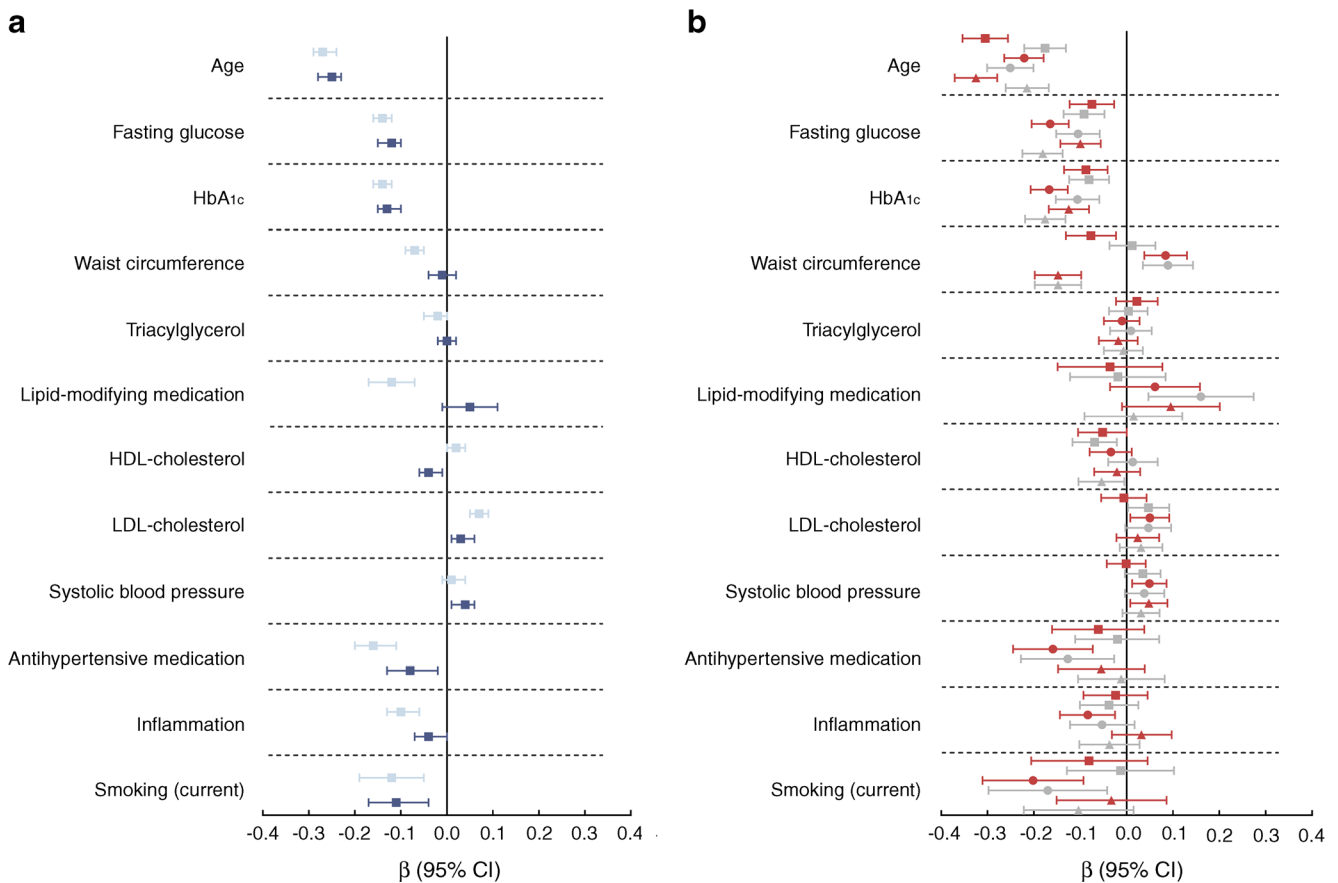 a
Age
Fasting glucose
HbA1c
Waist circumference
Triacylglycerol
Lipid-modifying medication
HDL-cholesterol
LDL-cholesterol
Systolic blood pressure
Antihypertensive medication
Inflammation
Smoking (current)
-0.4 -0.3 -0.2 -0.1 0.0 0.1 0.2 0.3 0.4
β (95% CI)
b
Age
Fasting glucose
HbA1c
Waist circumference
Triacylglycerol
Lipid-modifying medication
HDL-cholesterol
LDL-cholesterol
Systolic blood pressure
Antihypertensive medication
Inflammation
Smoking (current)
-0.4 -0.3 -0.2 -0.1 0.0 0.1 0.2 0.3 0.4
β (95% CI)